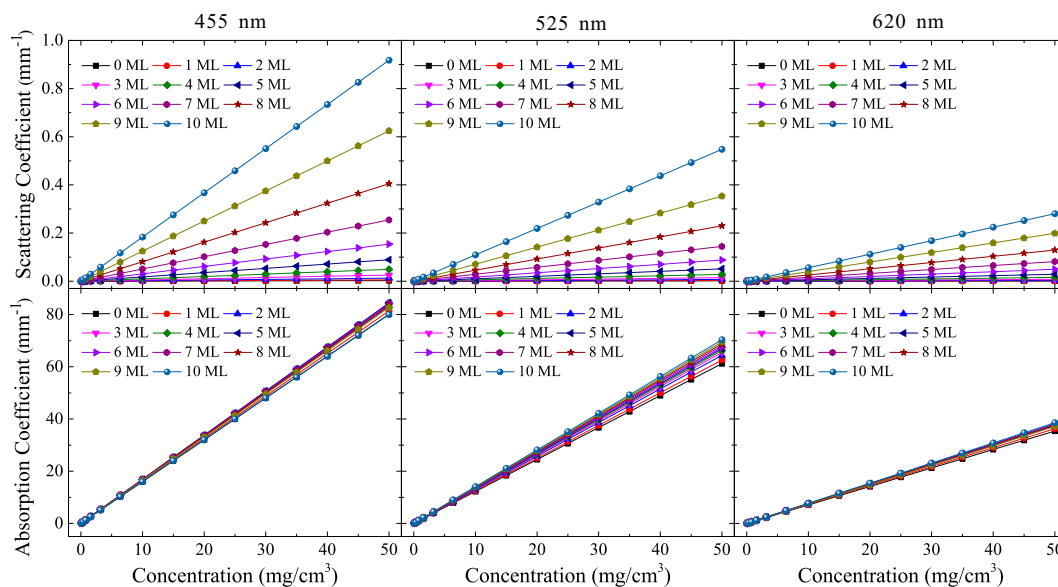 455 nm 525 nm 620 nm
Scattering Coefficient (mm⁻¹)
1.0
0.8
0.6
0.4
0.2
0.0
0 ML 1 ML 2 ML
3 ML 4 ML 5 ML
6 ML 7 ML 8 ML
9 ML 10 ML
0 ML 1 ML 2 ML
3 ML 4 ML 5 ML
6 ML 7 ML 8 ML
9 ML 10 ML
0 ML 1 ML 2 ML
3 ML 4 ML 5 ML
6 ML 7 ML 8 ML
9 ML 10 ML
Absorption Coefficient (mm⁻¹)
80
60
40
20
0
0 ML 1 ML 2 ML
3 ML 4 ML 5 ML
6 ML 7 ML 8 ML
9 ML 10 ML
0 ML 1 ML 2 ML
3 ML 4 ML 5 ML
6 ML 7 ML 8 ML
9 ML 10 ML
0 ML 1 ML 2 ML
3 ML 4 ML 5 ML
6 ML 7 ML 8 ML
9 ML 10 ML
0 10 20 30 40 50 0 10 20 30 40 50 0 10 20 30 40 50
Concentration (mg/cm³) Concentration (mg/cm³) Concentration (mg/cm³)